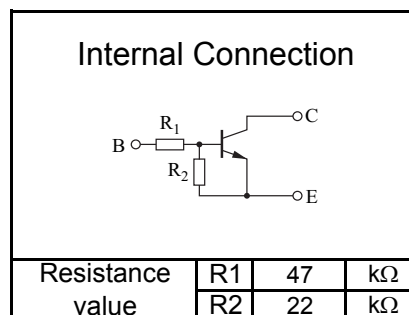 Internal Connection
C
R1
B
R2
E
Resistance value
R1 47 kΩ
R2 22 kΩ